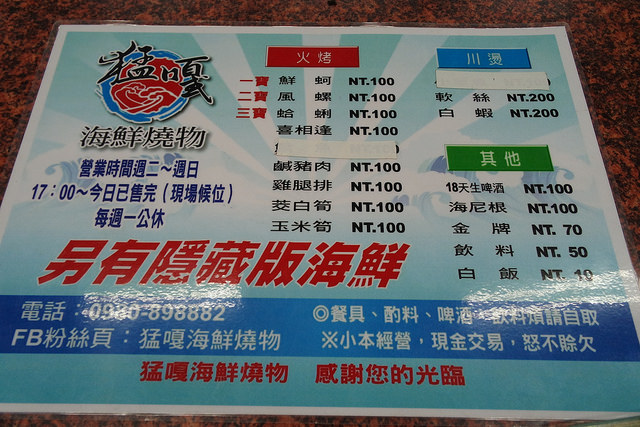 猛嘎
海鮮燒物
營業時間週二～週日
17：00～今日已售完（現場候位）
每週一公休
火烤
一寶 鮮蚵 NT.100
二寶 風螺 NT.100
三寶 蛤蜊 NT.100
喜相逢 NT.100
鹹豬肉 NT.100
雞腿排 NT.100
茭白筍 NT.100
玉米筍 NT.100
川燙
軟絲 NT.200
白蝦 NT.200
其他
18天生啤酒 NT.100
海尼根 NT.100
金牌 NT. 70
飲料 NT. 50
白飯 NT. 10
另有隱藏版海鮮
電話：0980-898882
FB粉絲頁：猛嘎海鮮燒物
◎餐具、酌料、啤酒、飲料煩請自取
※小本經營，現金交易，恕不賒欠
猛嘎海鮮燒物 感謝您的光臨